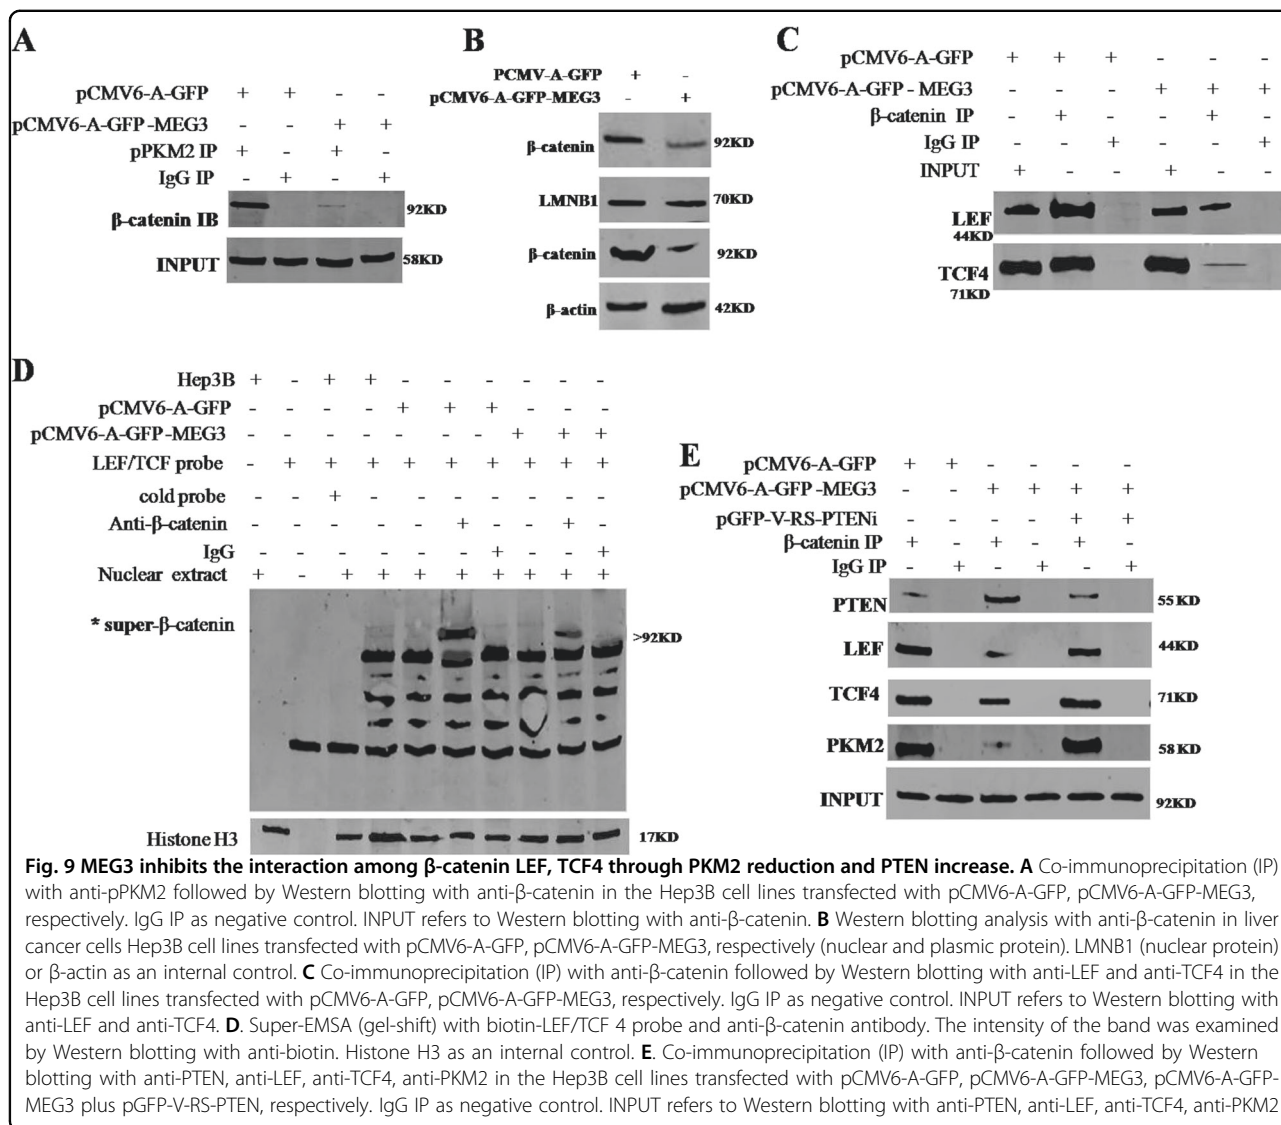 A
pCMV6-A-GFP + + - -
pCMV6-A-GFP-MEG3 - - + +
pPKM2 IP + - + -
IgG IP - + - +
β-catenin IB 92KD
INPUT 58KD
B
PCMV-A-GFP + -
pCMV6-A-GFP-MEG3 - +
β-catenin 92KD
LMNB1 70KD
β-catenin 92KD
β-actin 42KD
C
pCMV6-A-GFP + + + - - -
pCMV6-A-GFP - MEG3 - - - + + +
β-catenin IP - + - - + -
IgG IP - - + - - +
INPUT + - - + - -
LEF
44KD
TCF4
71KD
D
Hep3B + - + + - - - - - -
pCMV6-A-GFP - - - - + + + - - -
pCMV6-A-GFP-MEG3 - - - - - - - + + +
LEF/TCF probe - + + + + + + + + +
cold probe - - + - - - - - - -
Anti-β-catenin - - - - - + - - + -
IgG - - - - - - + - - +
Nuclear extract + - + + + + + + + +
* super-β-catenin >92KD
Histone H3 17KD
E
pCMV6-A-GFP + + - - - -
pCMV6-A-GFP -MEG3 - - + + + +
pGFP-V-RS-PTENi - - - - + +
β-catenin IP + - + - + -
IgG IP - + - + - +
PTEN 55KD
LEF 44KD
TCF4 71KD
PKM2 58KD
INPUT 92KD
Fig. 9 MEG3 inhibits the interaction among β-catenin LEF, TCF4 through PKM2 reduction and PTEN increase. A Co-immunoprecipitation (IP)
with anti-pPKM2 followed by Western blotting with anti-β-catenin in the Hep3B cell lines transfected with pCMV6-A-GFP, pCMV6-A-GFP-MEG3,
respectively. IgG IP as negative control. INPUT refers to Western blotting with anti-β-catenin. B Western blotting analysis with anti-β-catenin in liver
cancer cells Hep3B cell lines transfected with pCMV6-A-GFP, pCMV6-A-GFP-MEG3, respectively (nuclear and plasmic protein). LMNB1 (nuclear protein)
or β-actin as an internal control. C Co-immunoprecipitation (IP) with anti-β-catenin followed by Western blotting with anti-LEF and anti-TCF4 in the
Hep3B cell lines transfected with pCMV6-A-GFP, pCMV6-A-GFP-MEG3, respectively. IgG IP as negative control. INPUT refers to Western blotting with
anti-LEF and anti-TCF4. D. Super-EMSA (gel-shift) with biotin-LEF/TCF 4 probe and anti-β-catenin antibody. The intensity of the band was examined
by Western blotting with anti-biotin. Histone H3 as an internal control. E. Co-immunoprecipitation (IP) with anti-β-catenin followed by Western
blotting with anti-PTEN, anti-LEF, anti-TCF4, anti-PKM2 in the Hep3B cell lines transfected with pCMV6-A-GFP, pCMV6-A-GFP-MEG3, pCMV6-A-GFP-
MEG3 plus pGFP-V-RS-PTEN, respectively. IgG IP as negative control. INPUT refers to Western blotting with anti-PTEN, anti-LEF, anti-TCF4, anti-PKM2